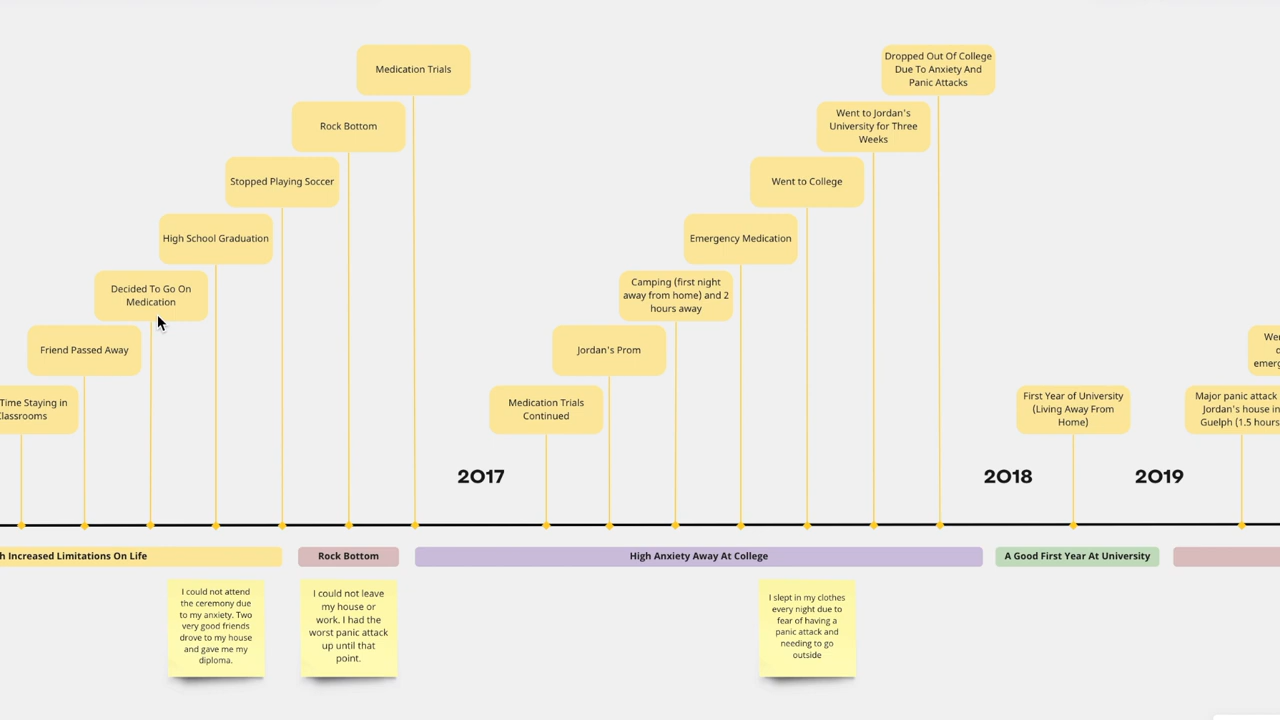 Medication Trials
Rock Bottom
Stopped Playing Soccer
High School Graduation
Decided To Go On
Medication
Friend Passed Away
Time Staying in
Classrooms
Dropped Out Of College
Due To Anxiety And
Panic Attacks
Went to Jordan's
University for Three
Weeks
Went to College
Emergency Medication
Camping (first night
away from home) and 2
hours away
Jordan's Prom
Medication Trials
Continued
First Year of University
(Living Away From
Home)
Major panic attack
Jordan's house in
Guelph (1.5 hours
2017
2018
2019
h Increased Limitations On Life
Rock Bottom
High Anxiety Away At College
A Good First Year At University
I could not attend
the ceremony due
to my anxiety. Two
very good friends
drove to my house
and gave me my
diploma.
I could not leave
my house or
work. I had the
worst panic attack
up until that
point.
I slept in my clothes
every night due to
fear of having a
panic attack and
needing to go
outside